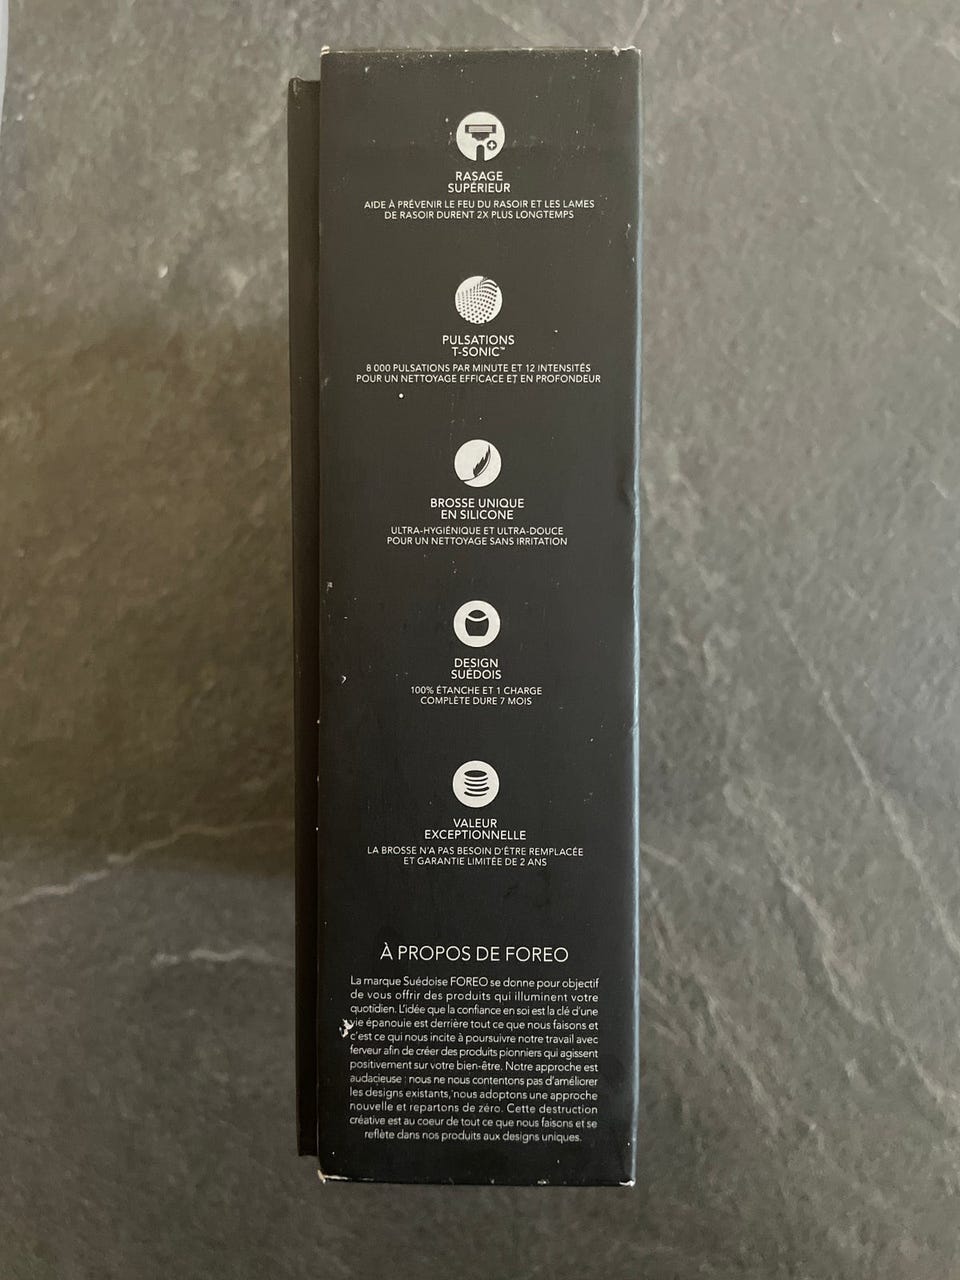 RASAGE
SUPÉRIEUR
AIDE À PRÉVENIR LE FEU DU RASOIR ET LES LAMES
DE RASOIR DURENT 2X PLUS LONGTEMPS
PULSATIONS
T-SONIC™
8 000 PULSATIONS PAR MINUTE ET 12 INTENSITÉS
POUR UN NETTOYAGE EFFICACE ET EN PROFONDEUR
BROSSE UNIQUE
EN SILICONE
ULTRA-HYGIÉNIQUE ET ULTRA-DOUCE
POUR UN NETTOYAGE SANS IRRITATION
DESIGN
SUÉDOIS
100% ÉTANCHE ET 1 CHARGE
COMPLÈTE DURE 7 MOIS
VALEUR
EXCEPTIONNELLE
LA BROSSE N'A PAS BESOIN D'ÊTRE REMPLACÉE
ET GARANTIE LIMITÉE DE 2 ANS
À PROPOS DE FOREO
La marque Suédoise FOREO se donne pour objectif
de vous offrir des produits qui illuminent votre
quotidien. L'idée que la confiance en soi est la clé d'une
vie épanouie est derrière tout ce que nous faisons et
c'est ce qui nous incite à poursuivre notre travail avec
ferveur afin de créer des produits pionniers qui agissent
positivement sur votre bien-être. Notre approche est
audacieuse : nous ne nous contentons pas d'améliorer
les designs existants, nous adoptons une approche
nouvelle et repartons de zéro. Cette destruction
créative est au coeur de tout ce que nous faisons et se
reflète dans nos produits aux designs uniques.